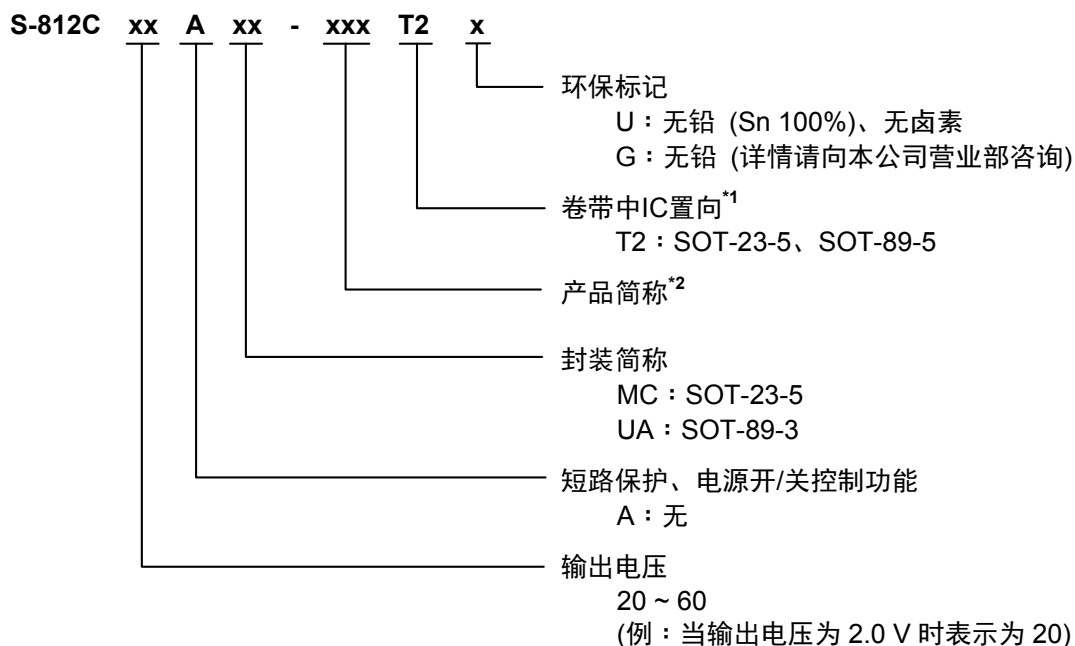 S-812C xx A xx - xxx T2 x
环保标记
U：无铅 (Sn 100%)、无卤素
G：无铅 (详情请向本公司营业部咨询)
卷带中IC置向*1
T2：SOT-23-5、SOT-89-5
产品简称*2
封装简称
MC：SOT-23-5
UA：SOT-89-3
短路保护、电源开/关控制功能
A：无
输出电压
20 ~ 60
(例：当输出电压为 2.0 V 时表示为 20)